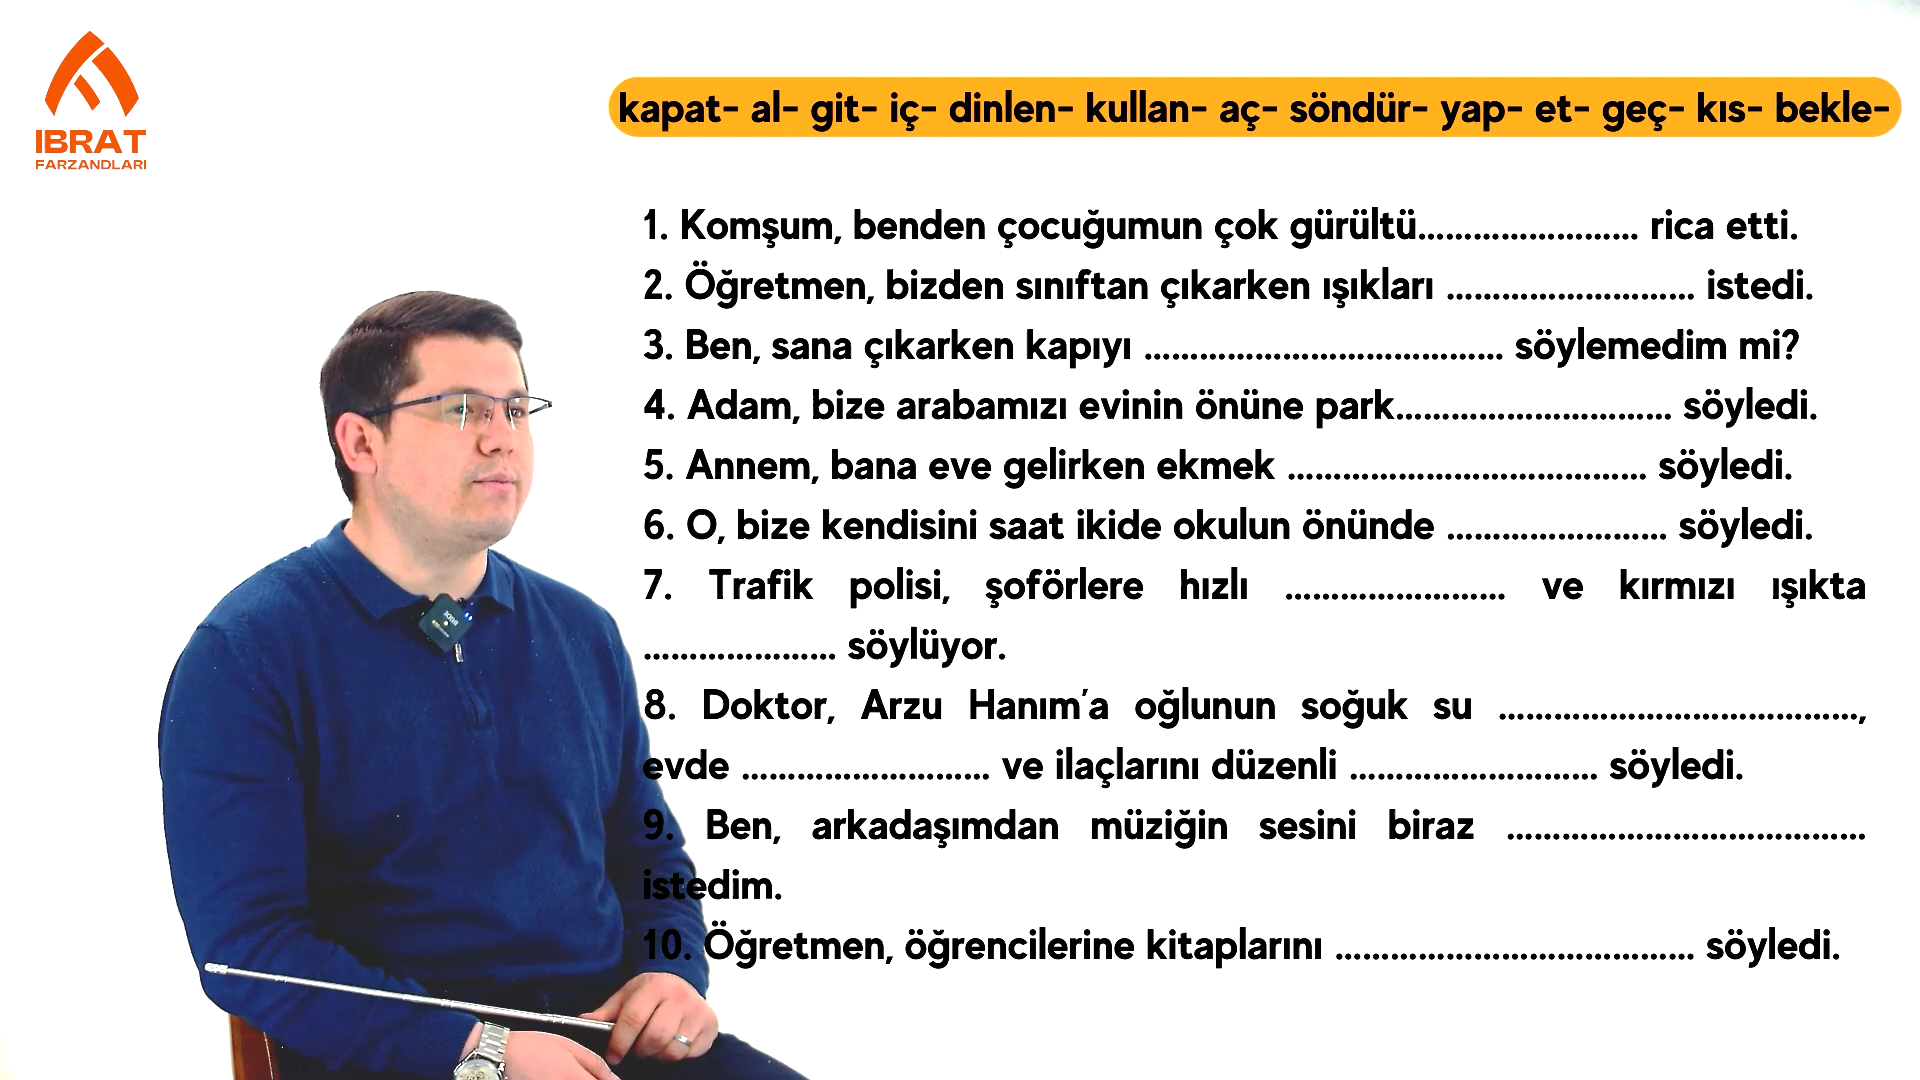 IBRAT
FARZANDLARI
kapat- al- git- iç- dinlen- kullan- aç- söndür- yap- et- geç- kıs- bekle-
1. Komşum, benden çocuğumun çok gürültü........................ rica etti.
2. Öğretmen, bizden sınıftan çıkarken ışıkları ........................... istedi.
3. Ben, sana çıkarken kapıyı ....................................... söylemedim mi?
4. Adam, bize arabamızı evinin önüne park.............................. söyledi.
5. Annem, bana eve gelirken ekmek ....................................... söyledi.
6. O, bize kendisini saat ikide okulun önünde ........................ söyledi.
7. Trafik polisi, şoförlere hızlı ........................ ve kırmızı ışıkta
..................... söylüyor.
8. Doktor, Arzu Hanım'a oğlunun soğuk su .......................................,
evde ........................... ve ilaçlarını düzenli ........................... söyledi.
9. Ben, arkadaşımdan müziğin sesini biraz .......................................
istedim.
10. Öğretmen, öğrencilerine kitaplarını ....................................... söyledi.